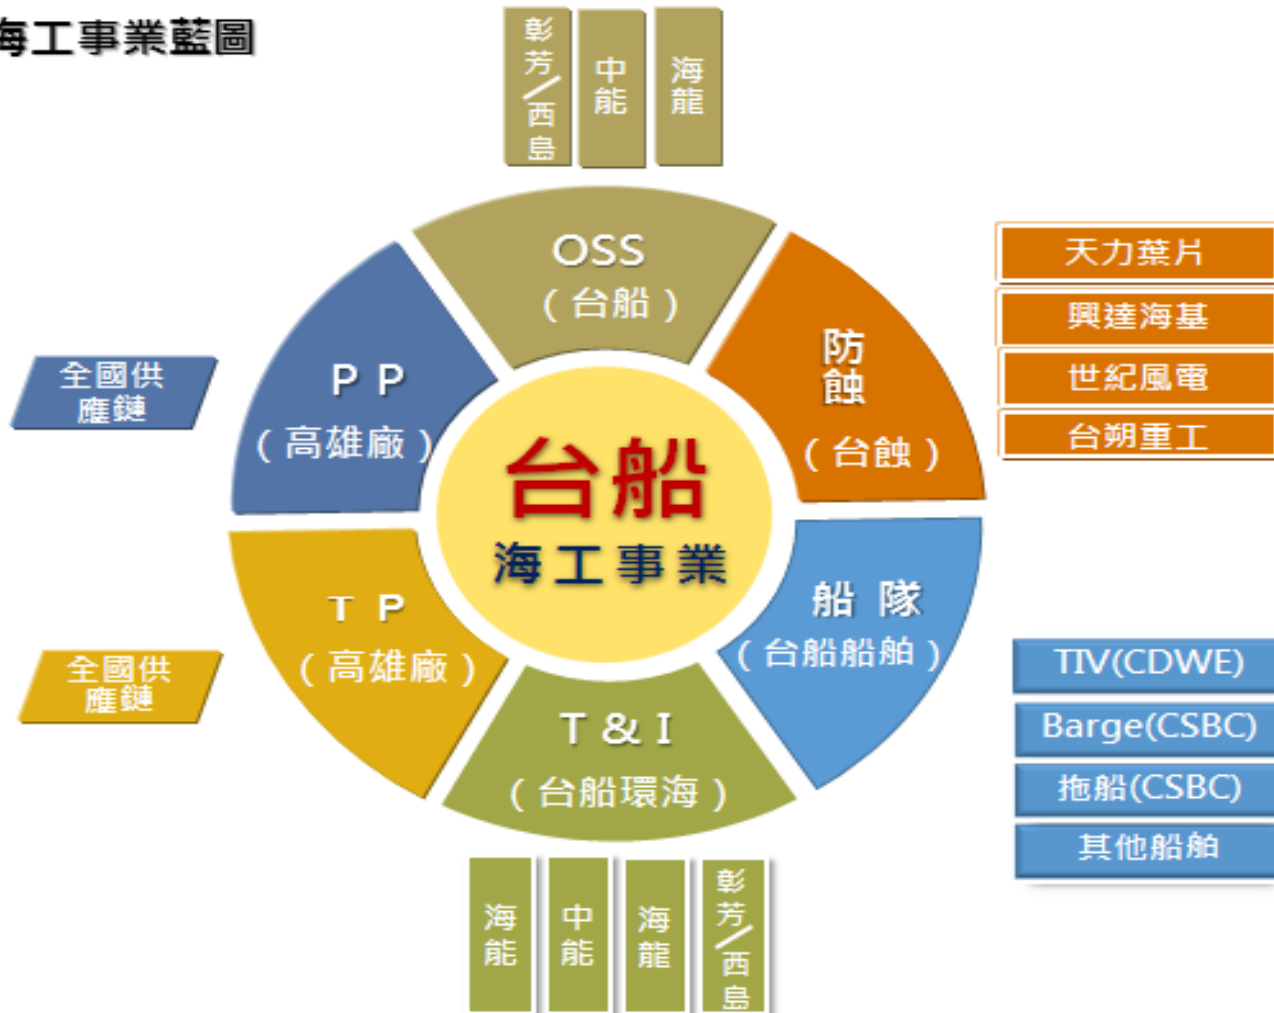 海工事業藍圖
彰芳／西島
中能
海龍
OSS
（台船）
防蝕
（台蝕）
天力葉片
興達海基
世紀風電
台朔重工
PP
（高雄廠）
全國供
應鏈
台船
海工事業
TP
（高雄廠）
全國供
應鏈
船隊
（台船船舶）
TIV(CDWE)
Barge(CSBC)
拖船(CSBC)
其他船舶
T & I
（台船環海）
海能
中能
海龍
彰芳／西島